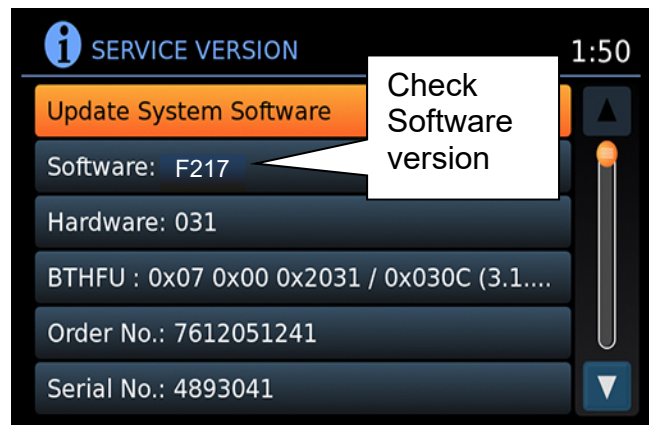 SERVICE VERSION
1:50
Check
Software
version
Update System Software
Software: F217
Hardware: 031
BTHFU : 0x07 0x00 0x2031 / 0x030C (3.1....
Order No.: 7612051241
Serial No.: 4893041